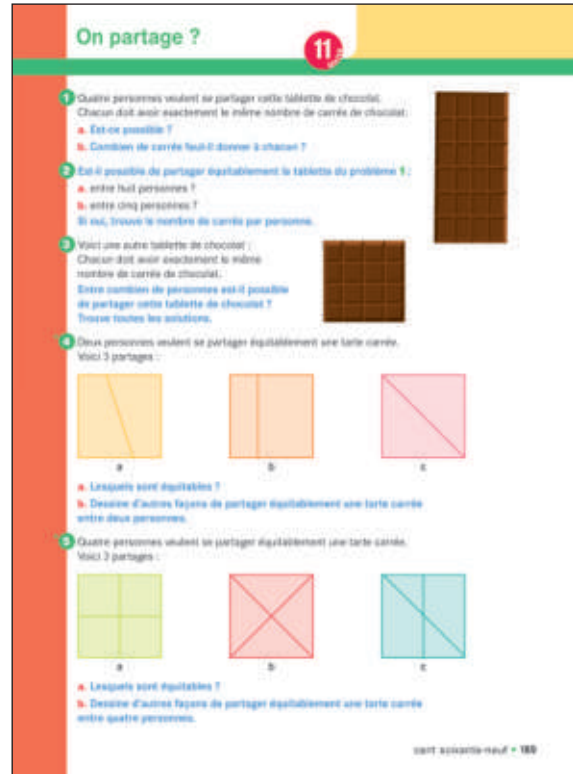 On partage ?
11
1 Quatre personnes veulent se partager cette tablette de chocolat.
Chacun doit avoir exactement le même nombre de carrés de chocolat.
a. Est-ce possible ?
b. Combien de carrés faut-il donner à chacun ?
2 Est-il possible de partager équitablement la tablette du problème 1 :
a. entre huit personnes ?
b. entre cinq personnes ?
Si oui, trouve le nombre de carrés par personne.
3 Voici une autre tablette de chocolat :
Chacun doit avoir exactement le même
nombre de carrés de chocolat.
Entre combien de personnes est-il possible
de partager cette tablette de chocolat ?
Trouve toutes les solutions.
4 Deux personnes veulent se partager équitablement une tarte carrée.
Voici 3 partages :
a b c
a. Lesquels sont équitables ?
b. Dessine d'autres façons de partager équitablement une tarte carrée
entre deux personnes.
5 Quatre personnes veulent se partager équitablement une tarte carrée.
Voici 3 partages :
a b c
a. Lesquels sont équitables ?
b. Dessine d'autres façons de partager équitablement une tarte carrée
entre quatre personnes.
cent soixante-neuf • 169